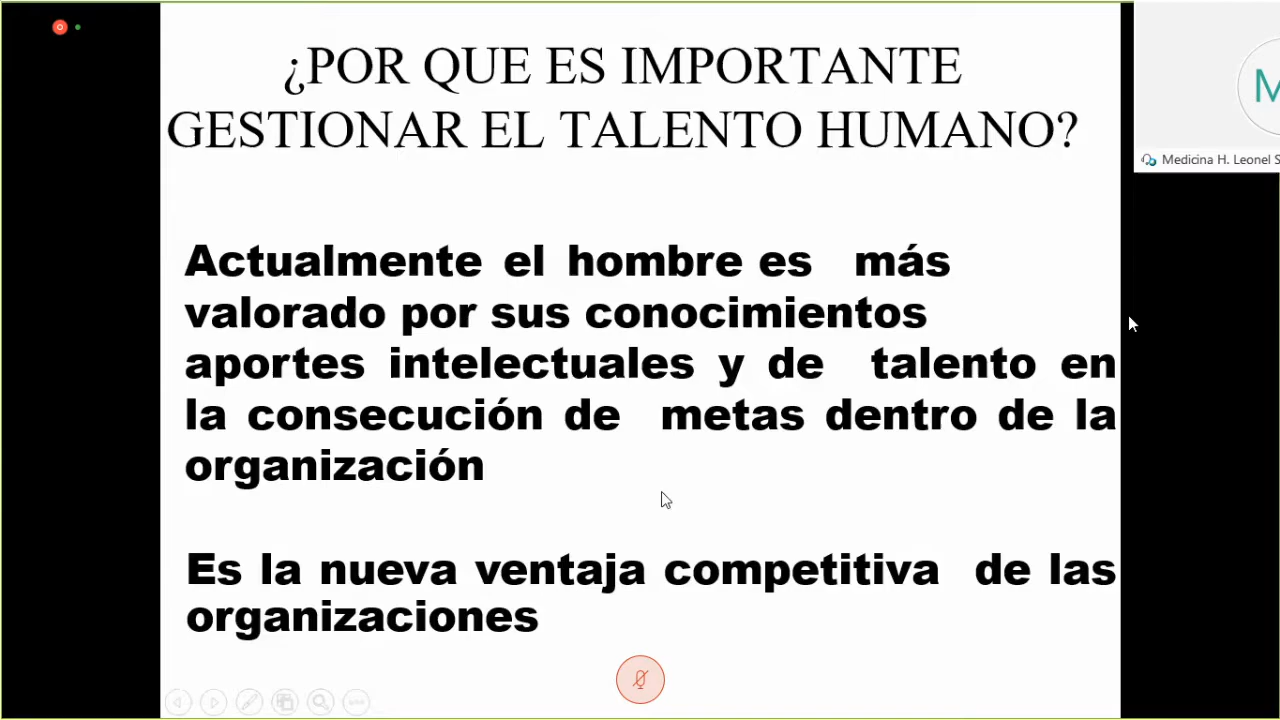 ¿POR QUE ES IMPORTANTE
GESTIONAR EL TALENTO HUMANO?
M
Medicina H. Leonel S
Actualmente el hombre es más
valorado por sus conocimientos
aportes intelectuales y de talento en
la consecución de metas dentro de la
organización
Es la nueva ventaja competitiva de las
organizaciones